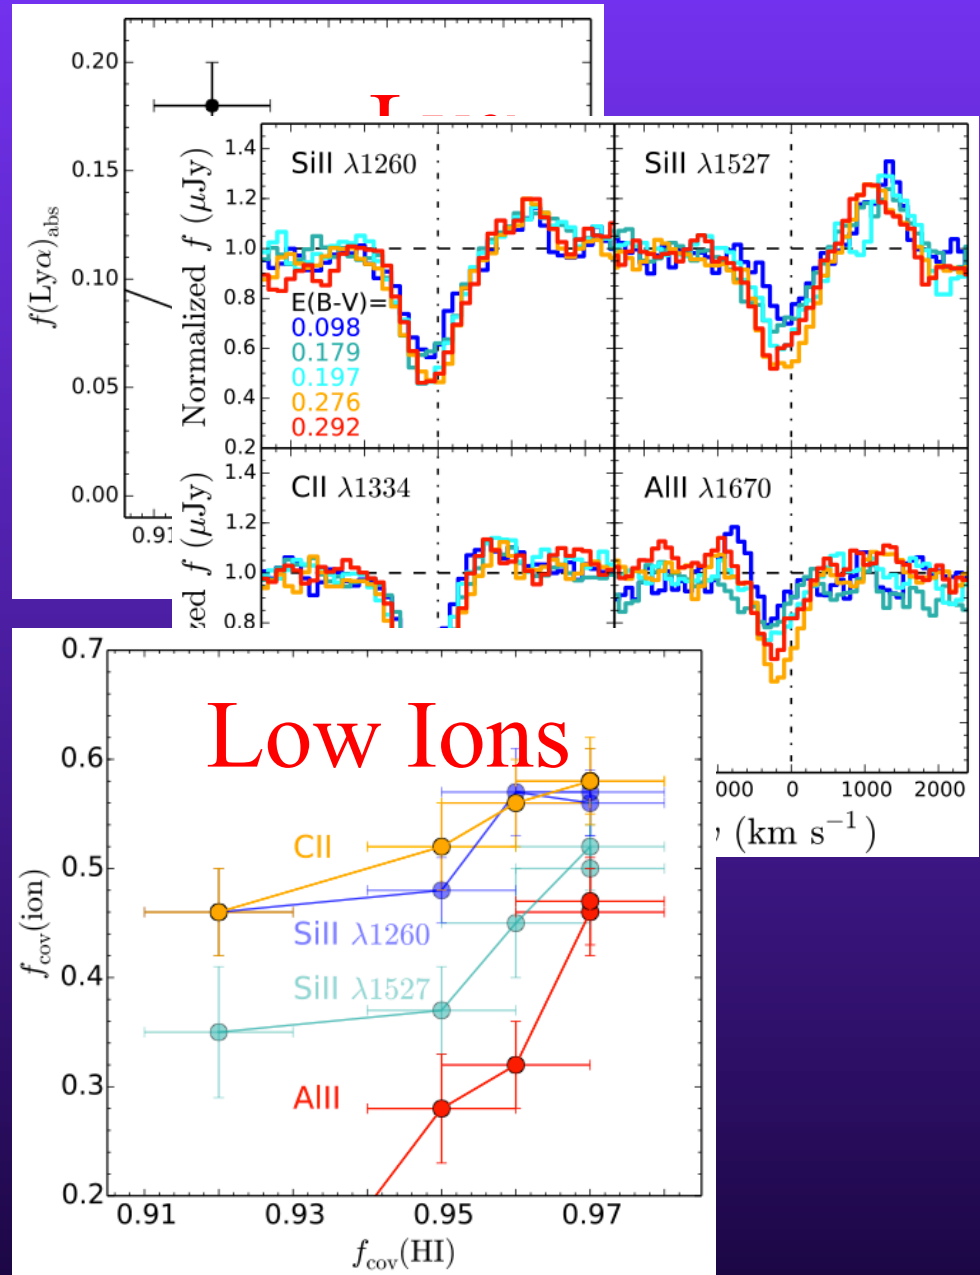 0.20
0.15
0.10
0.05
0.00
f(Lyα)abs
SiII λ1260
SiII λ1527
1.4
1.2
1.0
0.8
0.6
0.4
0.2
Normalized f (μJy)
E(B-V)=
0.098
0.179
0.197
0.276
0.292
CII λ1334
AlII λ1670
1.4
1.2
1.0
0.8
zed f (μJy)
000 0 1000 2000
(km s⁻¹)
Low Ions
0.7
0.6
0.5
0.4
0.3
0.2
fcov(ion)
CII
SiII λ1260
SiII λ1527
AlII
0.91 0.93 0.95 0.97
fcov(HI)